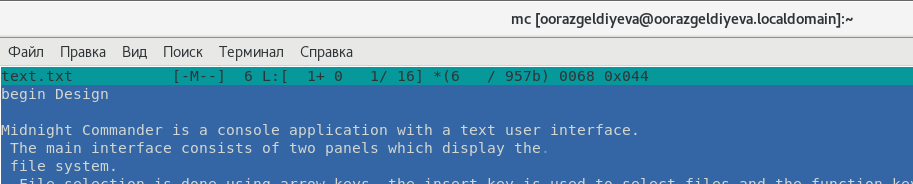 mc [oorazgeldiyeva@oorazgeldiyeva.localdomain]:~
Файл Правка Вид Поиск Терминал Справка
text.txt [-M--] 6 L:[ 1+ 0 1/ 16] *(6 / 957b) 0068 0x044
begin Design
Midnight Commander is a console application with a text user interface.
The main interface consists of two panels which display the.
file system.
File selection is done using arrow keys, the insert key is used to select files and the function key